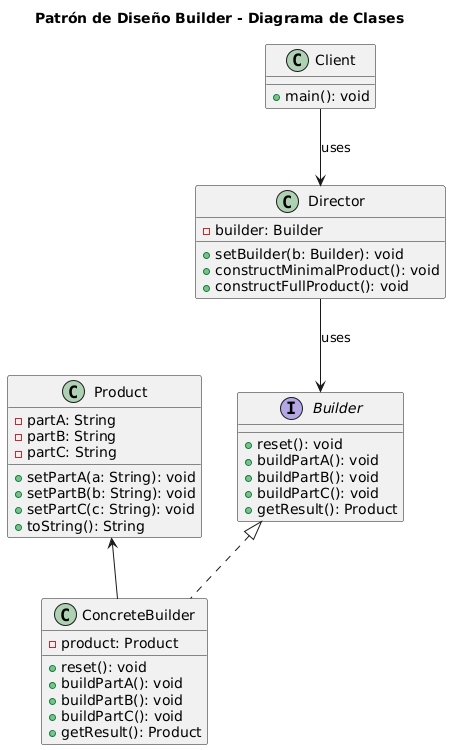 Patrón de Diseño Builder - Diagrama de Clases
C Client
main(): void
uses
C Director
builder: Builder
setBuilder(b: Builder): void
constructMinimalProduct(): void
constructFullProduct(): void
uses
C Product
partA: String
partB: String
partC: String
setPartA(a: String): void
setPartB(b: String): void
setPartC(c: String): void
toString(): String
I Builder
reset(): void
buildPartA(): void
buildPartB(): void
buildPartC(): void
getResult(): Product
C ConcreteBuilder
product: Product
reset(): void
buildPartA(): void
buildPartB(): void
buildPartC(): void
getResult(): Product